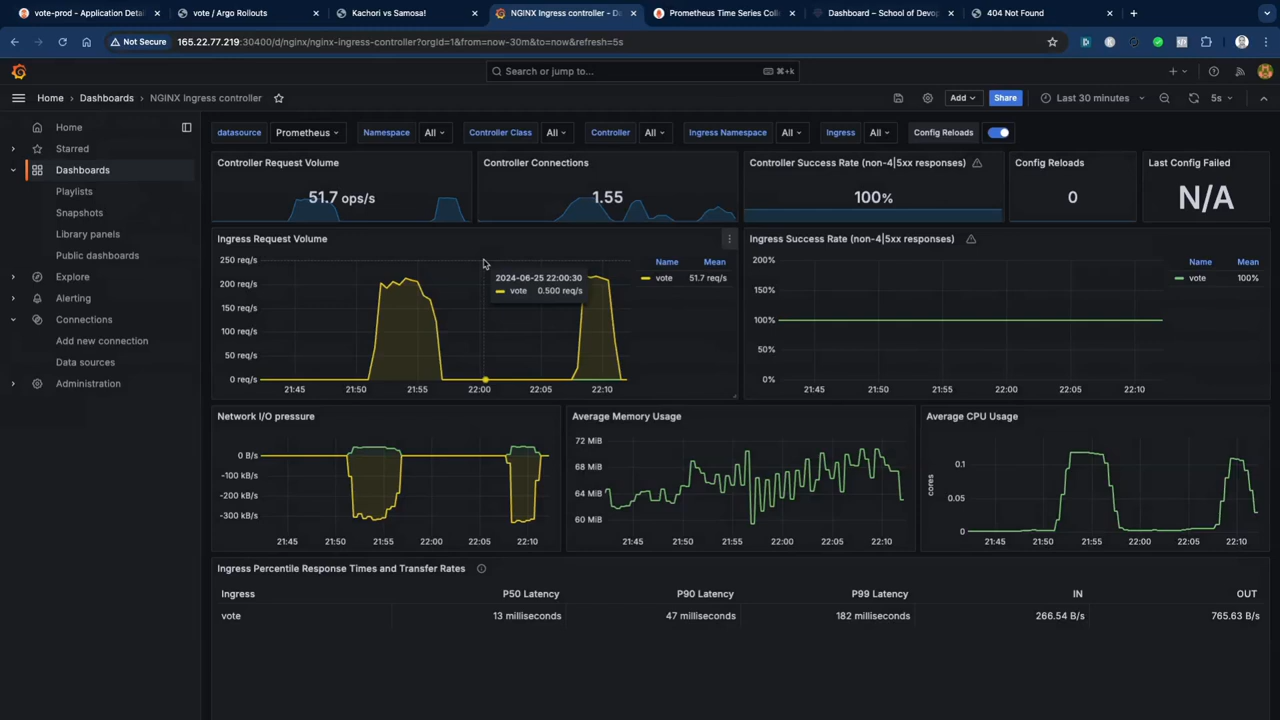 vote-prod - Application Detai
vote / Argo Rollouts
Kachori vs Samosa!
NGINX Ingress controller - Da
Prometheus Time Series Colle
Dashboard – School of Devop
404 Not Found
Not Secure
165.22.77.219:30400/d/nginx/nginx-ingress-controller?orgId=1&from=now-30m&to=now&refresh=5s
Search or jump to...
⌘+k
Home > Dashboards > NGINX Ingress controller
Add
Share
Last 30 minutes
5s
Home
Starred
Dashboards
Playlists
Snapshots
Library panels
Public dashboards
Explore
Alerting
Connections
Add new connection
Data sources
Administration
datasource Prometheus Namespace All Controller Class All Controller All Ingress Namespace All Ingress All Config Reloads
Controller Request Volume
51.7 ops/s
Controller Connections
1.55
Controller Success Rate (non-4|5xx responses)
100%
Config Reloads
0
Last Config Failed
N/A
Ingress Request Volume
250 req/s
200 req/s
150 req/s
100 req/s
50 req/s
0 req/s
21:45 21:50 21:55 22:00 22:05 22:10
2024-06-25 22:00:30
vote 0.500 req/s
Name Mean
vote 51.7 req/s
Ingress Success Rate (non-4|5xx responses)
200%
150%
100%
50%
0%
21:45 21:50 21:55 22:00 22:05 22:10
Name Mean
vote 100%
Network I/O pressure
0 B/s
-100 kB/s
-200 kB/s
-300 kB/s
21:45 21:50 21:55 22:00 22:05 22:10
Average Memory Usage
72 MiB
68 MiB
64 MiB
60 MiB
21:45 21:50 21:55 22:00 22:05 22:10
Average CPU Usage
cores
0.1
0.05
0
21:45 21:50 21:55 22:00 22:05 22:10
Ingress Percentile Response Times and Transfer Rates
Ingress P50 Latency P90 Latency P99 Latency IN OUT
vote 13 milliseconds 47 milliseconds 182 milliseconds 266.54 B/s 765.63 B/s